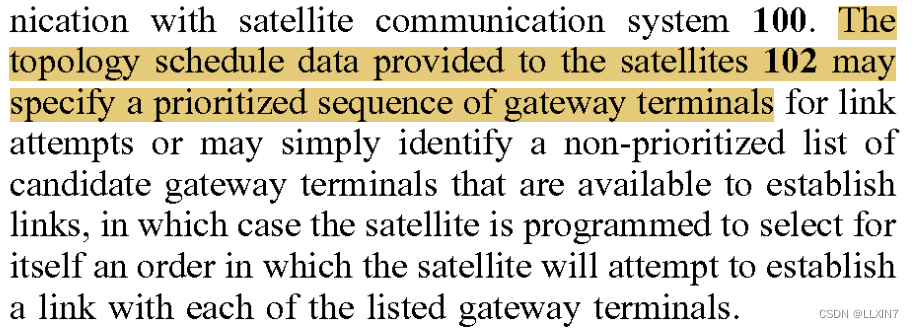 nication with satellite communication system 100. The
topology schedule data provided to the satellites 102 may
specify a prioritized sequence of gateway terminals for link
attempts or may simply identify a non-prioritized list of
candidate gateway terminals that are available to establish
links, in which case the satellite is programmed to select for
itself an order in which the satellite will attempt to establish
a link with each of the listed gateway terminals.
CSDN @LLXIN7